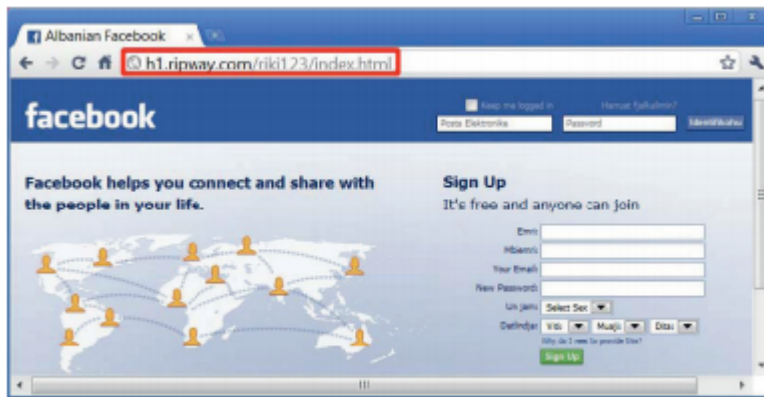 Albanian Facebook
h1.ripway.com/riki123/index.html
facebook
Keep me logged in
Posta Elektronike Password Identifikohu
Facebook helps you connect and share with
the people in your life.
Sign Up
It's free and anyone can join
Emri:
Mbiemri:
Your Email:
New Password:
Un jam: Select Sex
Datlindja: Viti: Muaji: Dita:
Why do I need to provide this?
Sign Up